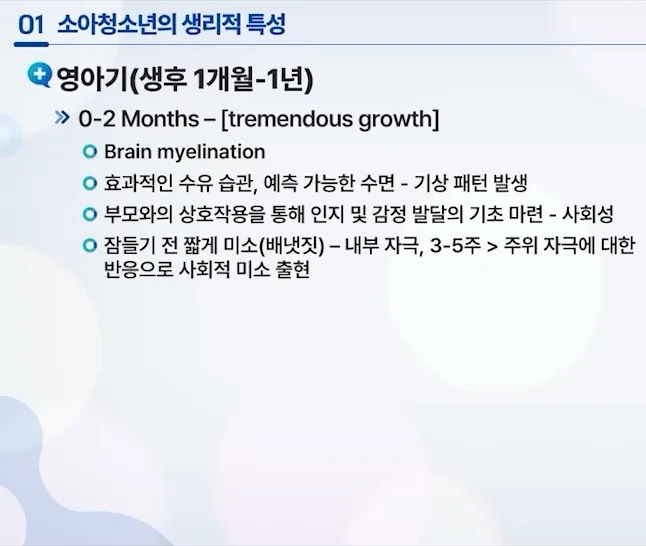 01 소아청소년의 생리적 특성
영아기(생후 1개월-1년)
0-2 Months – [tremendous growth]
Brain myelination
효과적인 수유 습관, 예측 가능한 수면 - 기상 패턴 발생
부모와의 상호작용을 통해 인지 및 감정 발달의 기초 마련 - 사회성
잠들기 전 짧게 미소(배냇짓) – 내부 자극, 3-5주 > 주위 자극에 대한
반응으로 사회적 미소 출현